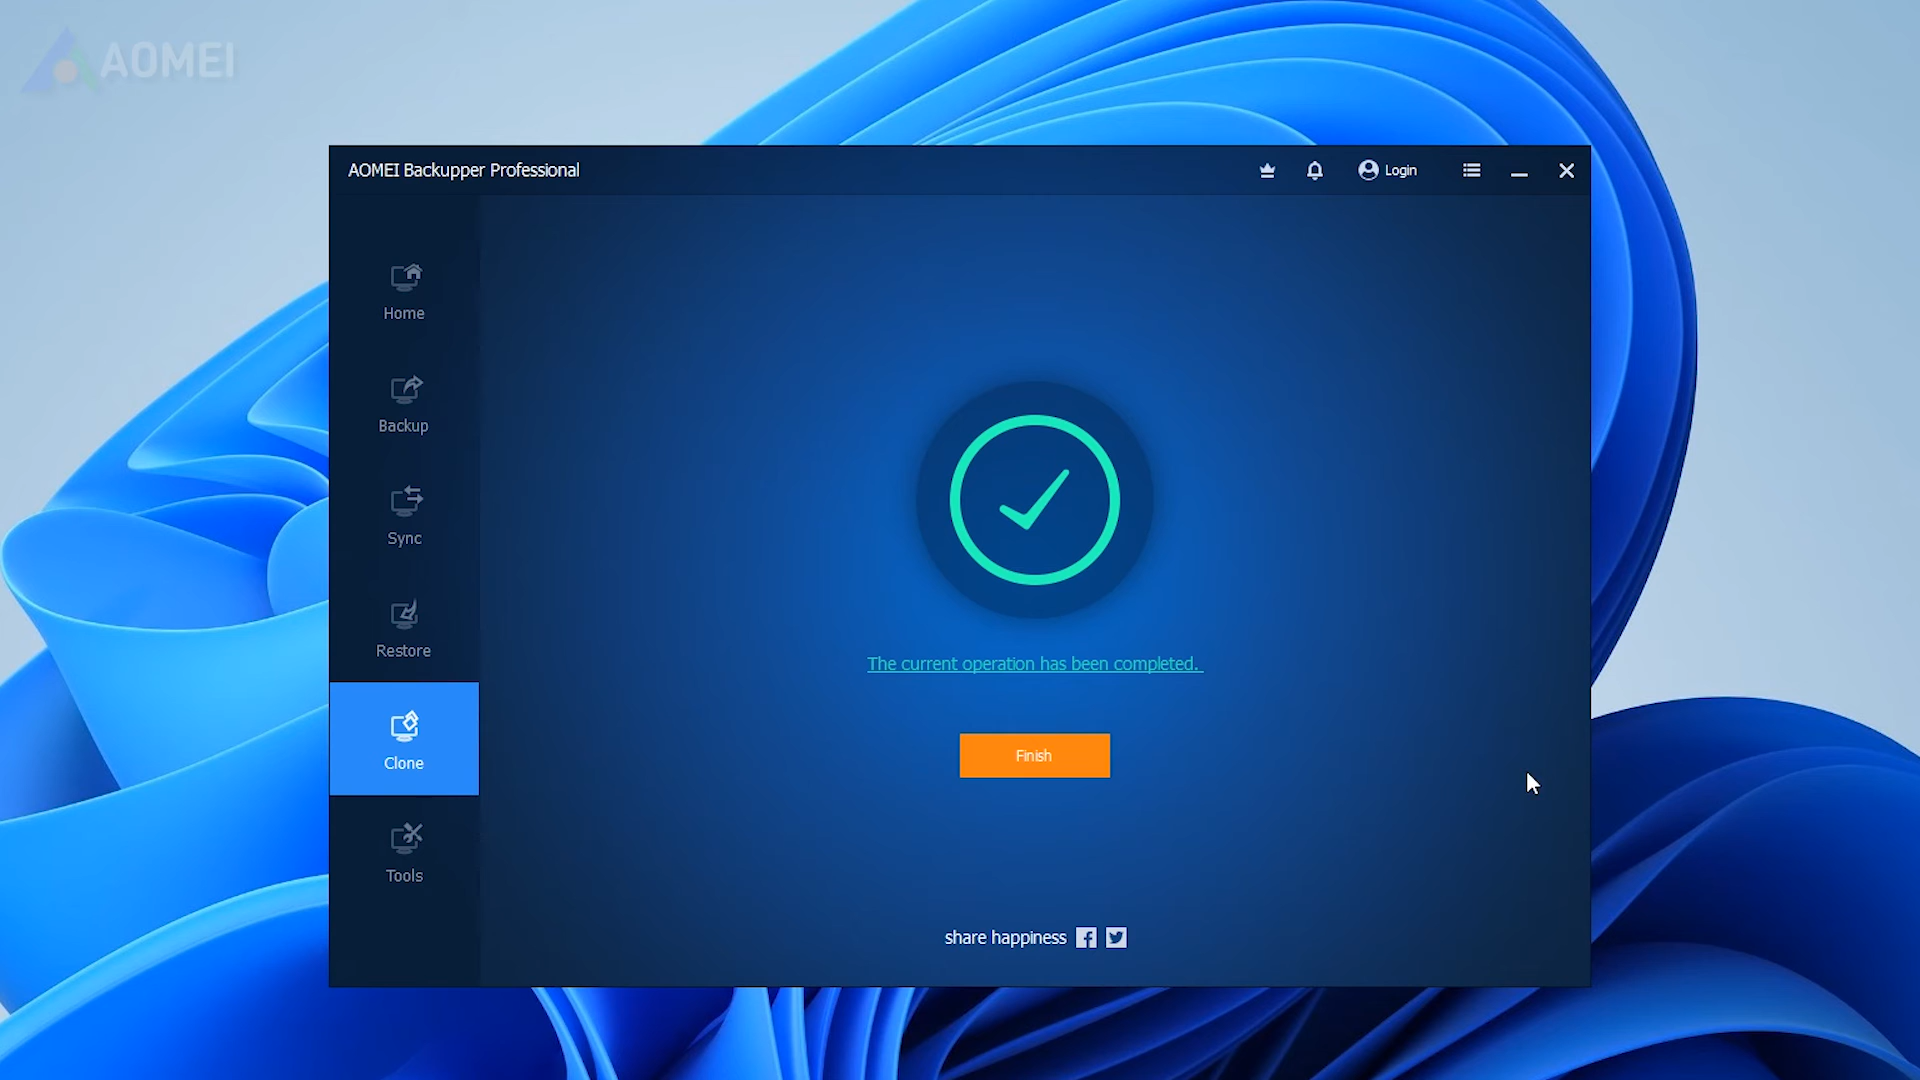 AOMEI
AOMEI Backupper Professional
Login
Home
Backup
Sync
Restore
Clone
Tools
The current operation has been completed.
Finish
share happiness